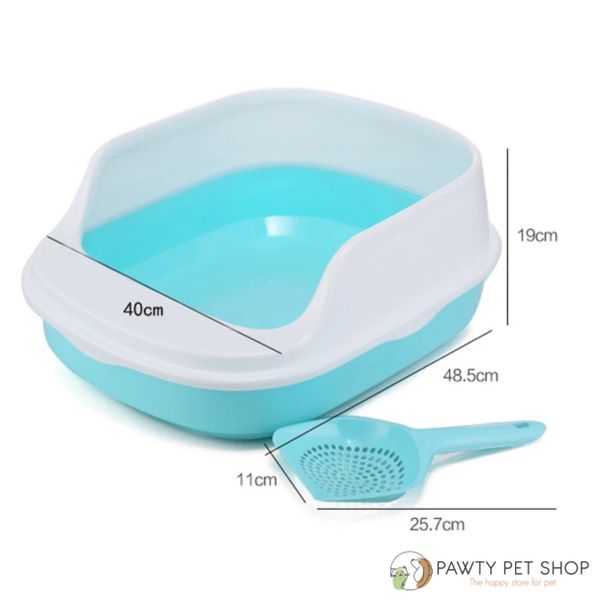 19cm
40cm
48.5cm
11cm
25.7cm
PAWTY PET SHOP
The happy store for pet